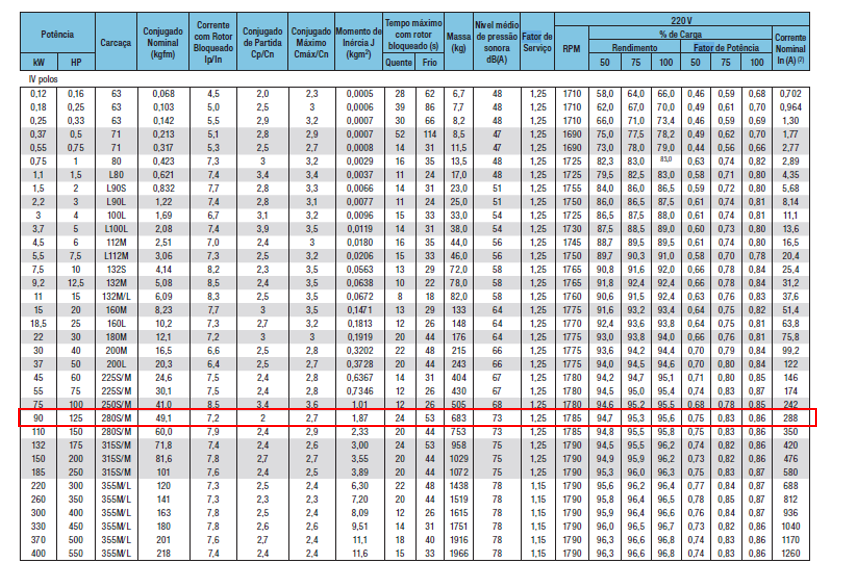 Potência Carcaça Conjugado Nominal (kgfm) Corrente com Rotor Bloqueado Ip/In Conjugado de Partida Cp/Cn Conjugado Máximo Cmáx/Cn Momento de Inércia J (kgm²) Tempo máximo com rotor bloqueado (s) Massa (kg) Nível médio de pressão sonora dB(A) Fator de Serviço 220 V
RPM % de Carga Corrente Nominal In (A) (2)
Rendimento Fator de Potência
kW HP Quente Frio 50 75 100 50 75 100
IV polos
0,12 0,16 63 0,068 4,5 2,0 2,3 0,0005 28 62 6,7 48 1,25 1710 58,0 64,0 66,0 0,46 0,59 0,68 0,702
0,18 0,25 63 0,103 5,0 2,5 3 0,0006 39 86 7,7 48 1,25 1710 62,0 67,0 70,0 0,49 0,61 0,70 0,964
0,25 0,33 63 0,142 5,5 2,9 3,2 0,0007 30 66 8,2 48 1,25 1710 66,0 71,0 73,4 0,46 0,59 0,69 1,30
0,37 0,5 71 0,213 5,1 2,8 2,9 0,0007 52 114 8,5 47 1,25 1690 75,0 77,5 78,2 0,49 0,62 0,70 1,77
0,55 0,75 71 0,317 5,3 2,5 2,7 0,0008 14 31 11,5 47 1,25 1690 73,0 78,0 79,0 0,44 0,56 0,66 2,77
0,75 1 80 0,423 7,3 3 3,2 0,0029 16 35 13,5 48 1,25 1725 82,3 83,0 83,0 0,63 0,74 0,82 2,89
1,1 1,5 L80 0,621 7,4 3,4 3,4 0,0037 11 24 17,0 48 1,25 1725 79,5 82,5 83,0 0,58 0,71 0,80 4,35
1,5 2 L90S 0,832 7,7 2,8 3,3 0,0066 14 31 23,0 51 1,25 1755 84,0 86,0 86,5 0,59 0,72 0,80 5,68
2,2 3 L90L 1,22 7,4 2,8 3,1 0,0077 11 24 25,0 51 1,25 1750 86,0 86,5 87,5 0,61 0,74 0,81 8,14
3 4 100L 1,69 6,7 3,1 3,2 0,0096 15 33 33,0 54 1,25 1725 86,5 87,5 88,0 0,61 0,74 0,81 11,1
3,7 5 L100L 2,08 7,4 3,9 3,5 0,0119 14 31 38,0 54 1,25 1730 87,5 88,5 89,0 0,60 0,73 0,80 13,6
4,5 6 112M 2,51 7,0 2,4 3 0,0180 16 35 44,0 56 1,25 1745 88,7 89,5 89,5 0,61 0,74 0,80 16,5
5,5 7,5 L112M 3,06 7,3 2,5 3,2 0,0206 15 33 46,0 56 1,25 1750 89,7 90,3 91,0 0,58 0,70 0,78 20,4
7,5 10 132S 4,14 8,2 2,3 3,5 0,0563 13 29 72,0 58 1,25 1765 90,8 91,6 92,0 0,66 0,78 0,84 25,4
9,2 12,5 132M 5,08 8,5 2,4 3,5 0,0638 10 22 78,0 58 1,25 1765 91,8 92,4 92,4 0,66 0,78 0,84 31,2
11 15 132M/L 6,09 8,3 2,5 3,5 0,0672 8 18 82,0 58 1,25 1760 90,6 91,5 92,4 0,63 0,76 0,83 37,6
15 20 160M 8,23 7,7 3 3,5 0,1471 13 29 133 64 1,25 1775 91,6 93,2 93,4 0,64 0,75 0,82 51,4
18,5 25 160L 10,2 7,3 2,7 3,2 0,1813 12 26 148 64 1,25 1770 92,4 93,6 93,8 0,64 0,75 0,81 63,8
22 30 180M 12,1 7,2 3 3 0,1919 20 44 176 64 1,25 1775 93,0 93,8 94,0 0,66 0,76 0,81 75,8
30 40 200M 16,5 6,6 2,5 2,8 0,3202 22 48 215 66 1,25 1775 93,6 94,2 94,4 0,70 0,79 0,84 99,2
37 50 200L 20,3 6,4 2,5 2,7 0,3728 20 44 243 66 1,25 1775 94,0 94,5 94,6 0,70 0,80 0,84 122
45 60 225S/M 24,6 7,5 2,4 2,8 0,6367 14 31 404 67 1,25 1780 94,2 94,7 95,1 0,71 0,80 0,85 146
55 75 225S/M 30,1 7,5 2,4 2,8 0,7346 12 26 430 67 1,25 1780 94,5 95,0 95,4 0,74 0,83 0,87 174
75 100 250S/M 41,0 8,5 3,4 3,6 1,01 12 26 505 68 1,25 1780 94,6 95,2 95,5 0,68 0,78 0,85 242
90 125 280S/M 49,1 7,2 2 2,7 1,87 24 53 683 73 1,25 1785 94,7 95,3 95,6 0,75 0,83 0,86 288
110 150 280S/M 60,0 7,9 2,4 2,9 2,33 20 44 753 73 1,25 1785 94,8 95,5 95,8 0,75 0,83 0,86 350
132 175 315S/M 71,8 7,4 2,4 2,6 3,00 24 53 958 75 1,25 1790 94,5 95,5 96,2 0,74 0,82 0,86 420
150 200 315S/M 81,6 7,8 2,7 2,7 3,55 20 44 1029 75 1,25 1790 94,9 95,9 96,2 0,73 0,82 0,86 476
185 250 315S/M 101 7,6 2,4 2,5 3,89 20 44 1072 75 1,25 1790 95,3 96,0 96,3 0,75 0,83 0,87 580
220 300 355M/L 120 7,3 2,5 2,4 6,30 22 48 1438 78 1,15 1790 95,6 96,2 96,4 0,77 0,84 0,87 688
260 350 355M/L 141 7,3 2,3 2,3 7,20 20 44 1519 78 1,15 1790 95,8 96,4 96,5 0,78 0,85 0,87 812
300 400 355M/L 163 7,8 2,5 2,4 8,09 12 26 1615 78 1,15 1790 95,9 96,4 96,6 0,76 0,84 0,87 936
330 450 355M/L 180 7,8 2,6 2,6 9,51 14 31 1751 78 1,15 1790 96,0 96,5 96,7 0,73 0,82 0,86 1040
370 500 355M/L 201 7,6 2,7 2,4 11,1 18 40 1916 78 1,15 1790 96,3 96,6 96,8 0,75 0,83 0,86 1170
400 550 355M/L 218 7,4 2,4 2,4 11,6 15 33 1966 78 1,15 1790 96,3 96,6 96,8 0,74 0,83 0,86 1260